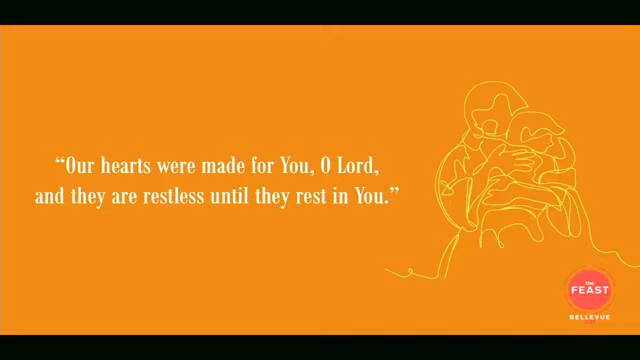 “Our hearts were made for You, O Lord,
and they are restless until they rest in You.”
the
FEAST
BELLEVUE